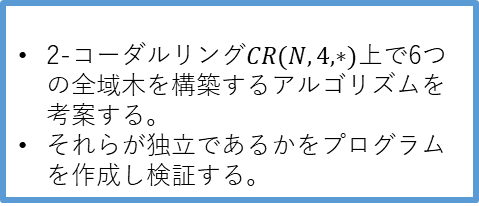 • 2-コーダルリングCR(N,4,*)上で6つ
の全域木を構築するアルゴリズムを
考案する。
• それらが独立であるかをプログラム
を作成し検証する。